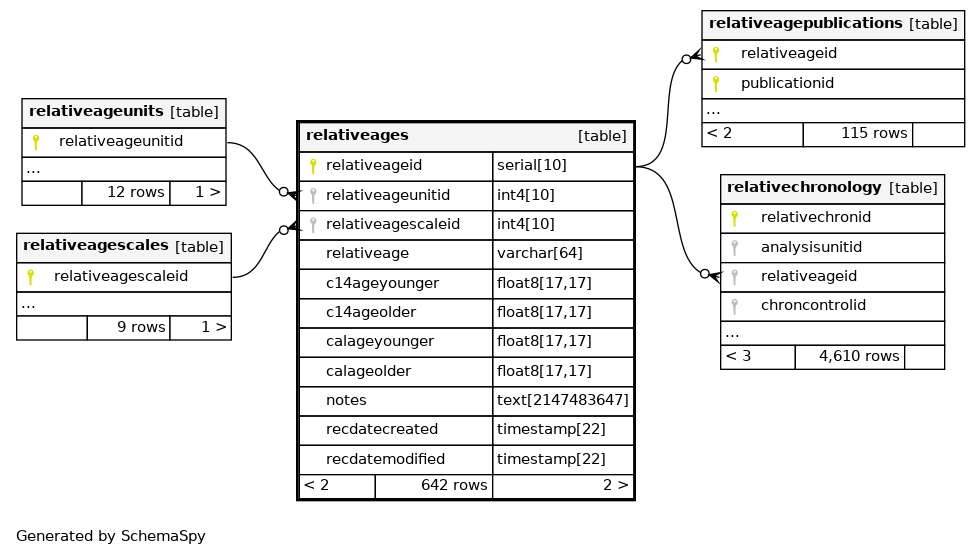 relativeageunits [table]
relativeageunitid
...
12 rows 1 >
relativeagescales [table]
relativeagescaleid
...
9 rows 1 >
relativeages [table]
relativeageid serial[10]
relativeageunitid int4[10]
relativeagescaleid int4[10]
relativeage varchar[64]
c14ageyounger float8[17,17]
c14ageolder float8[17,17]
calageyounger float8[17,17]
calageolder float8[17,17]
notes text[2147483647]
recdatecreated timestamp[22]
recdatemodified timestamp[22]
< 2 642 rows 2 >
relativeagepublications [table]
relativeageid
publicationid
...
< 2 115 rows
relativechronology [table]
relativechronid
analysisunitid
relativeageid
chroncontrolid
...
< 3 4,610 rows
Generated by SchemaSpy